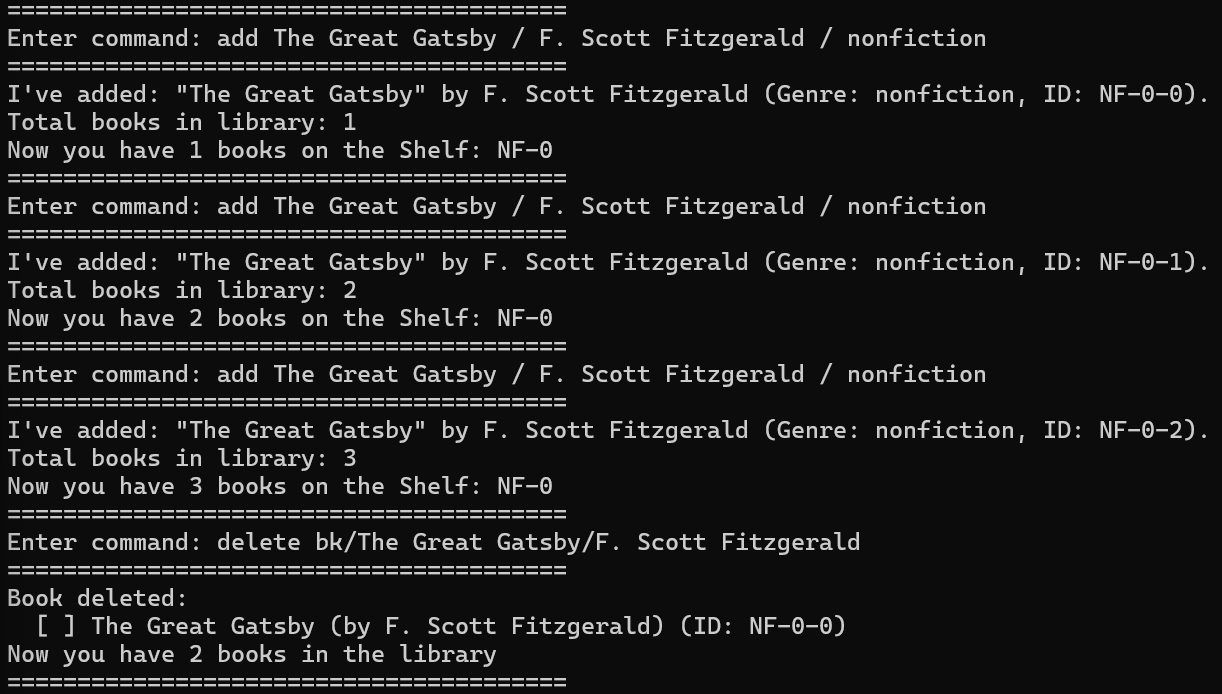 ========================================
Enter command: add The Great Gatsby / F. Scott Fitzgerald / nonfiction
========================================
I've added: "The Great Gatsby" by F. Scott Fitzgerald (Genre: nonfiction, ID: NF-0-0).
Total books in library: 1
Now you have 1 books on the Shelf: NF-0
========================================
Enter command: add The Great Gatsby / F. Scott Fitzgerald / nonfiction
========================================
I've added: "The Great Gatsby" by F. Scott Fitzgerald (Genre: nonfiction, ID: NF-0-1).
Total books in library: 2
Now you have 2 books on the Shelf: NF-0
========================================
Enter command: add The Great Gatsby / F. Scott Fitzgerald / nonfiction
========================================
I've added: "The Great Gatsby" by F. Scott Fitzgerald (Genre: nonfiction, ID: NF-0-2).
Total books in library: 3
Now you have 3 books on the Shelf: NF-0
========================================
Enter command: delete bk/The Great Gatsby/F. Scott Fitzgerald
========================================
Book deleted:
  [ ] The Great Gatsby (by F. Scott Fitzgerald) (ID: NF-0-0)
Now you have 2 books in the library
========================================